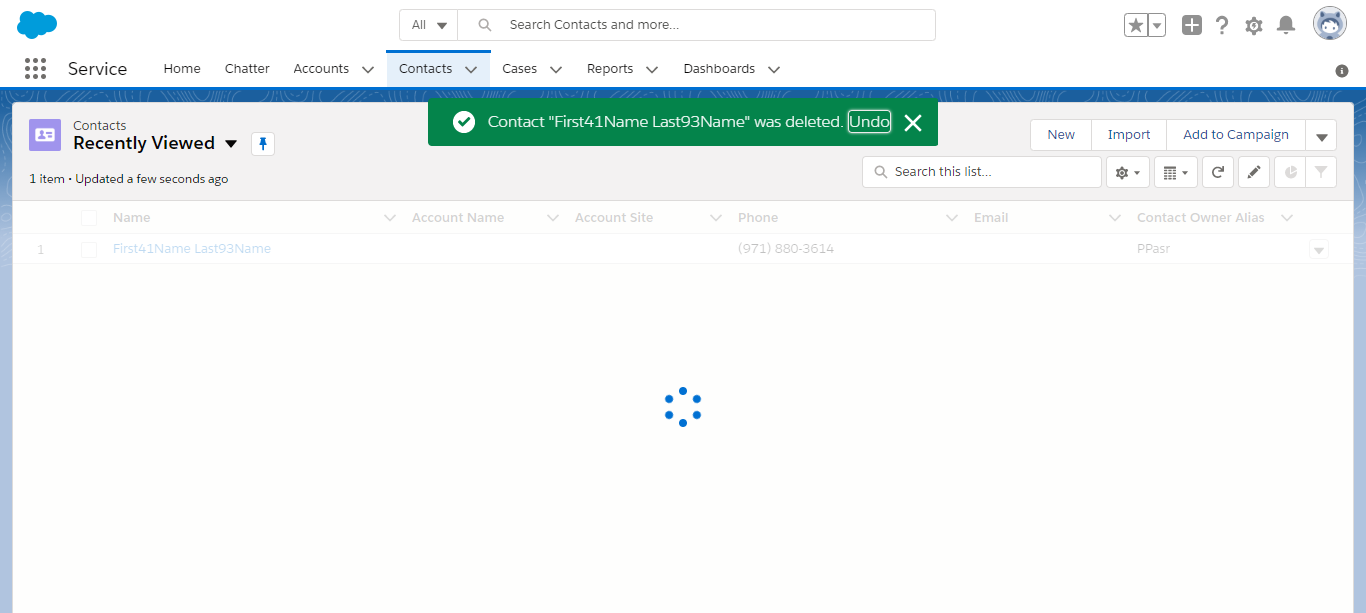 All
Search Contacts and more...
Service
Home
Chatter
Accounts
Contacts
Cases
Reports
Dashboards
Contact "First41Name Last93Name" was deleted. Undo
Contacts
Recently Viewed
1 item • Updated a few seconds ago
New
Import
Add to Campaign
Search this list...
Name
Account Name
Account Site
Phone
Email
Contact Owner Alias
1
First41Name Last93Name
(971) 880-3614
PPasr